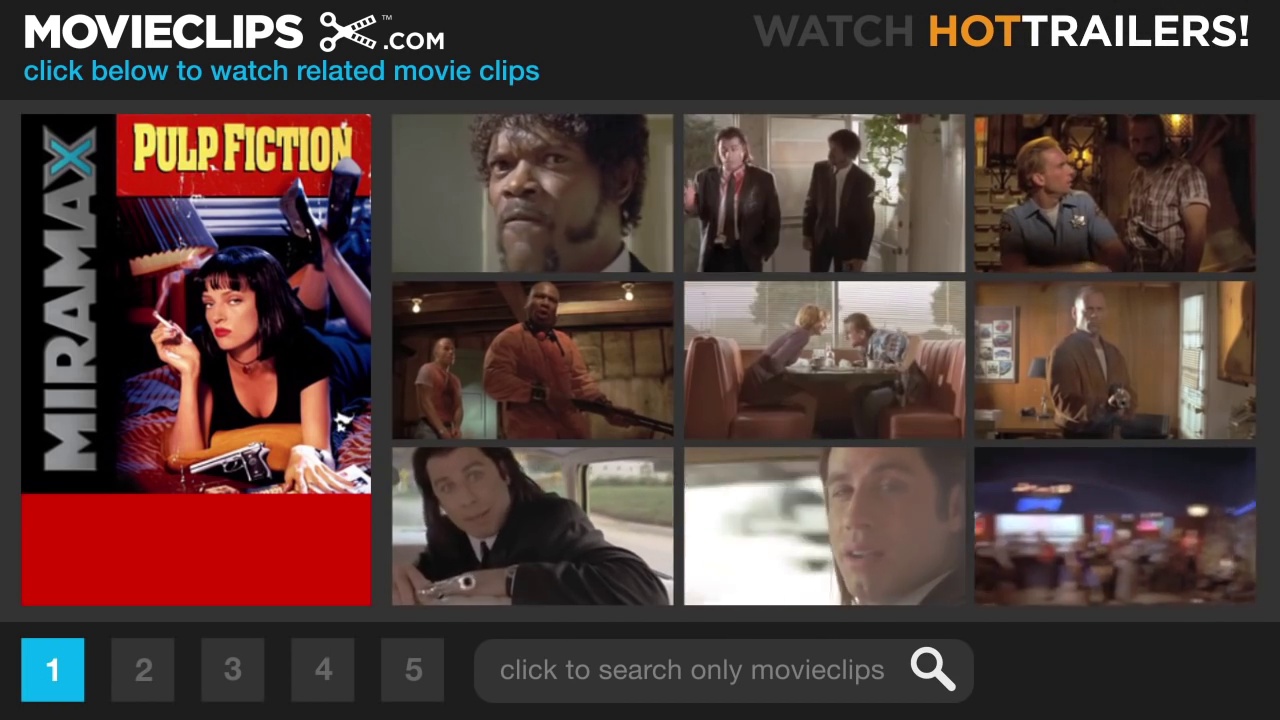 MOVIECLIPS ™ .COM
click below to watch related movie clips
WATCH HOTTRAILERS!
MIRAMAX
PULP FICTION
1 2 3 4 5
click to search only movieclips